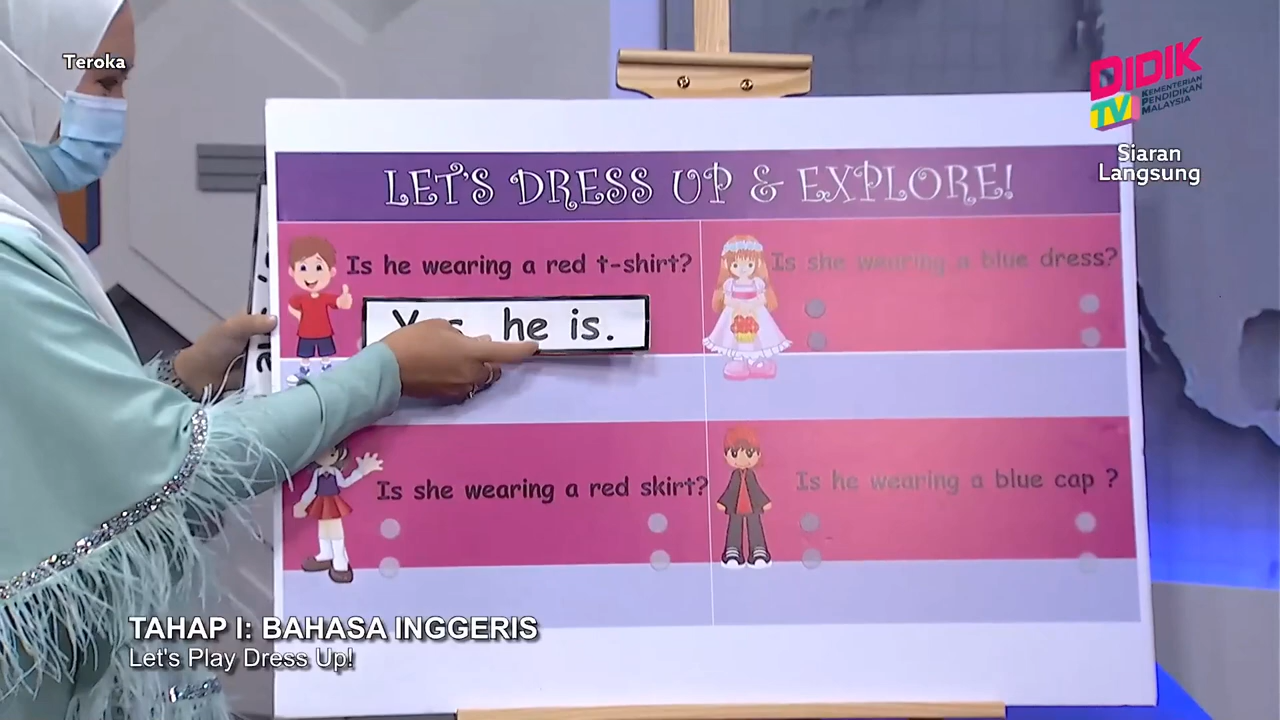 Teroka
DIDIK
TV
KEMENTERIAN
PENDIDIKAN
MALAYSIA
Siaran
Langsung
LET'S DRESS UP & EXPLORE!
Is he wearing a red t-shirt?
Yes he is.
Is she wearing a blue dress?
Is she wearing a red skirt?
Is he wearing a blue cap ?
TAHAP I: BAHASA INGGERIS
Let's Play Dress Up!